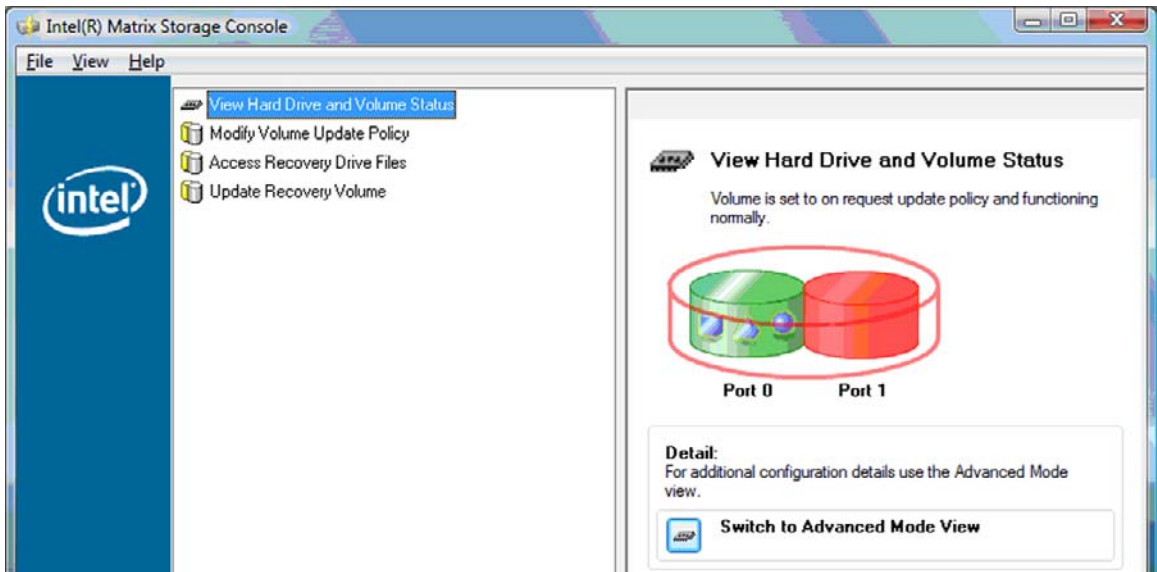 Intel(R) Matrix Storage Console
File View Help
View Hard Drive and Volume Status
Modify Volume Update Policy
Access Recovery Drive Files
Update Recovery Volume
intel
View Hard Drive and Volume Status
Volume is set to on request update policy and functioning
normally.
Port 0 Port 1
Detail:
For additional configuration details use the Advanced Mode
view.
Switch to Advanced Mode View